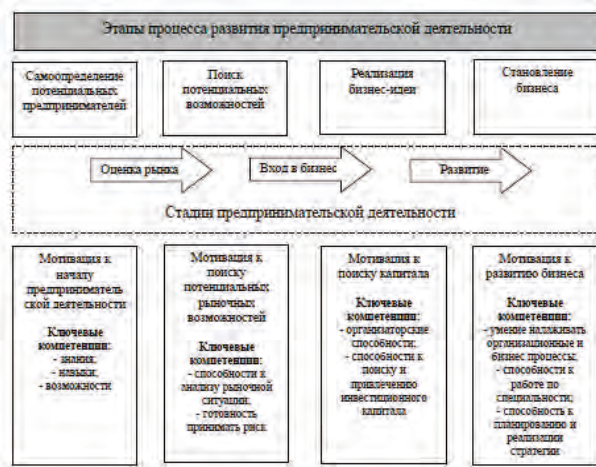 Этапы процесса развития предпринимательской деятельности
Самоопределение
потенциальных
предпринимателей
Поиск
потенциальных
возможностей
Реализация
бизнес-идеи
Становление
бизнеса
Оценка рынка
Вход в бизнес
Развитие
Стадии предпринимательской деятельности
Мотивация к
началу
предприниматель
ской деятельности
Ключевые
компетенции:
- знания;
- навыки;
- возможности
Мотивация к
поиску
потенциальных
рыночных
возможностей
Ключевые
компетенции:
- способности к
анализу рыночной
ситуации;
- готовность
принимать риск
Мотивация к
поиску капитала
Ключевые
компетенции:
- организаторские
способности;
- способности к
поиску и
привлечению
инвестиционного
капитала
Мотивация к
развитию бизнеса
Ключевые
компетенции:
- умение налаживать
организационные и
бизнес процессы;
- способности к
работе по
специальности;
- способность к
планированию и
реализации
стратегии